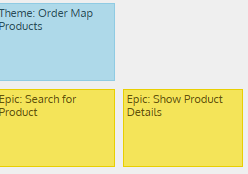 Theme: Order Map
Products
Epic: Search for
Product
Epic: Show Product
Details